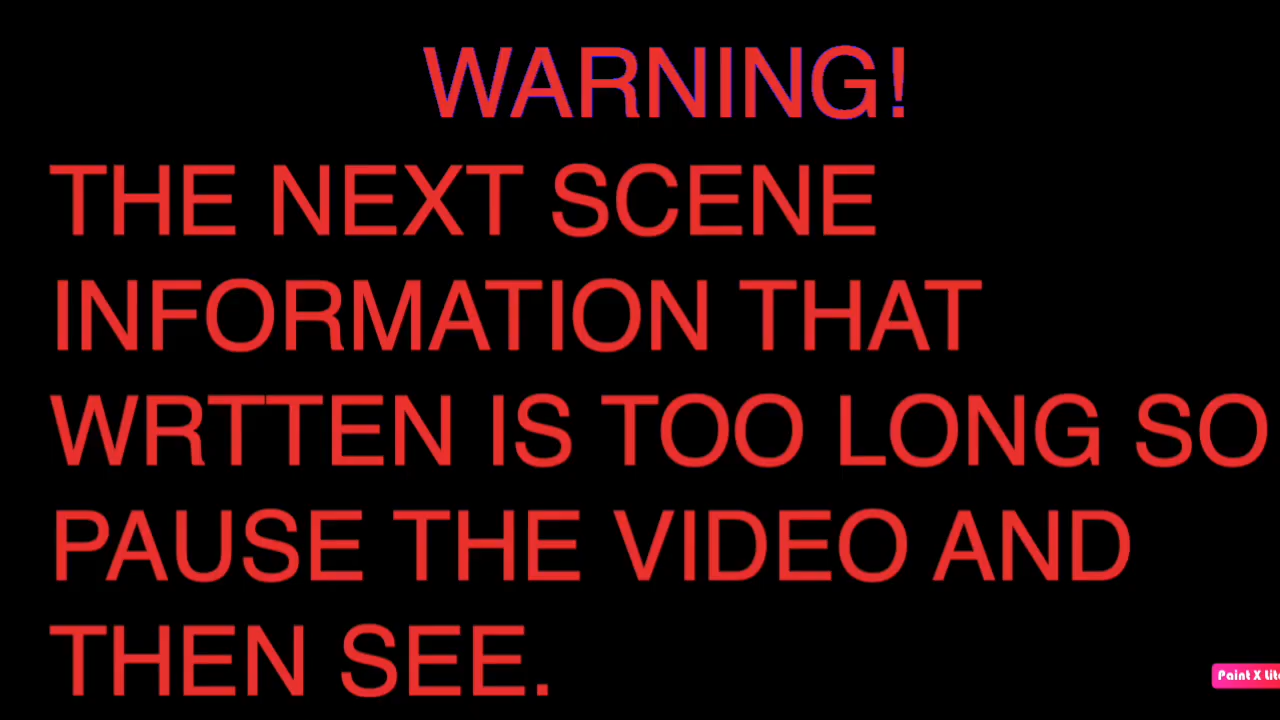 WARNING!
THE NEXT SCENE
INFORMATION THAT
WRTTEN IS TOO LONG SO
PAUSE THE VIDEO AND
THEN SEE.
Paint X Lite